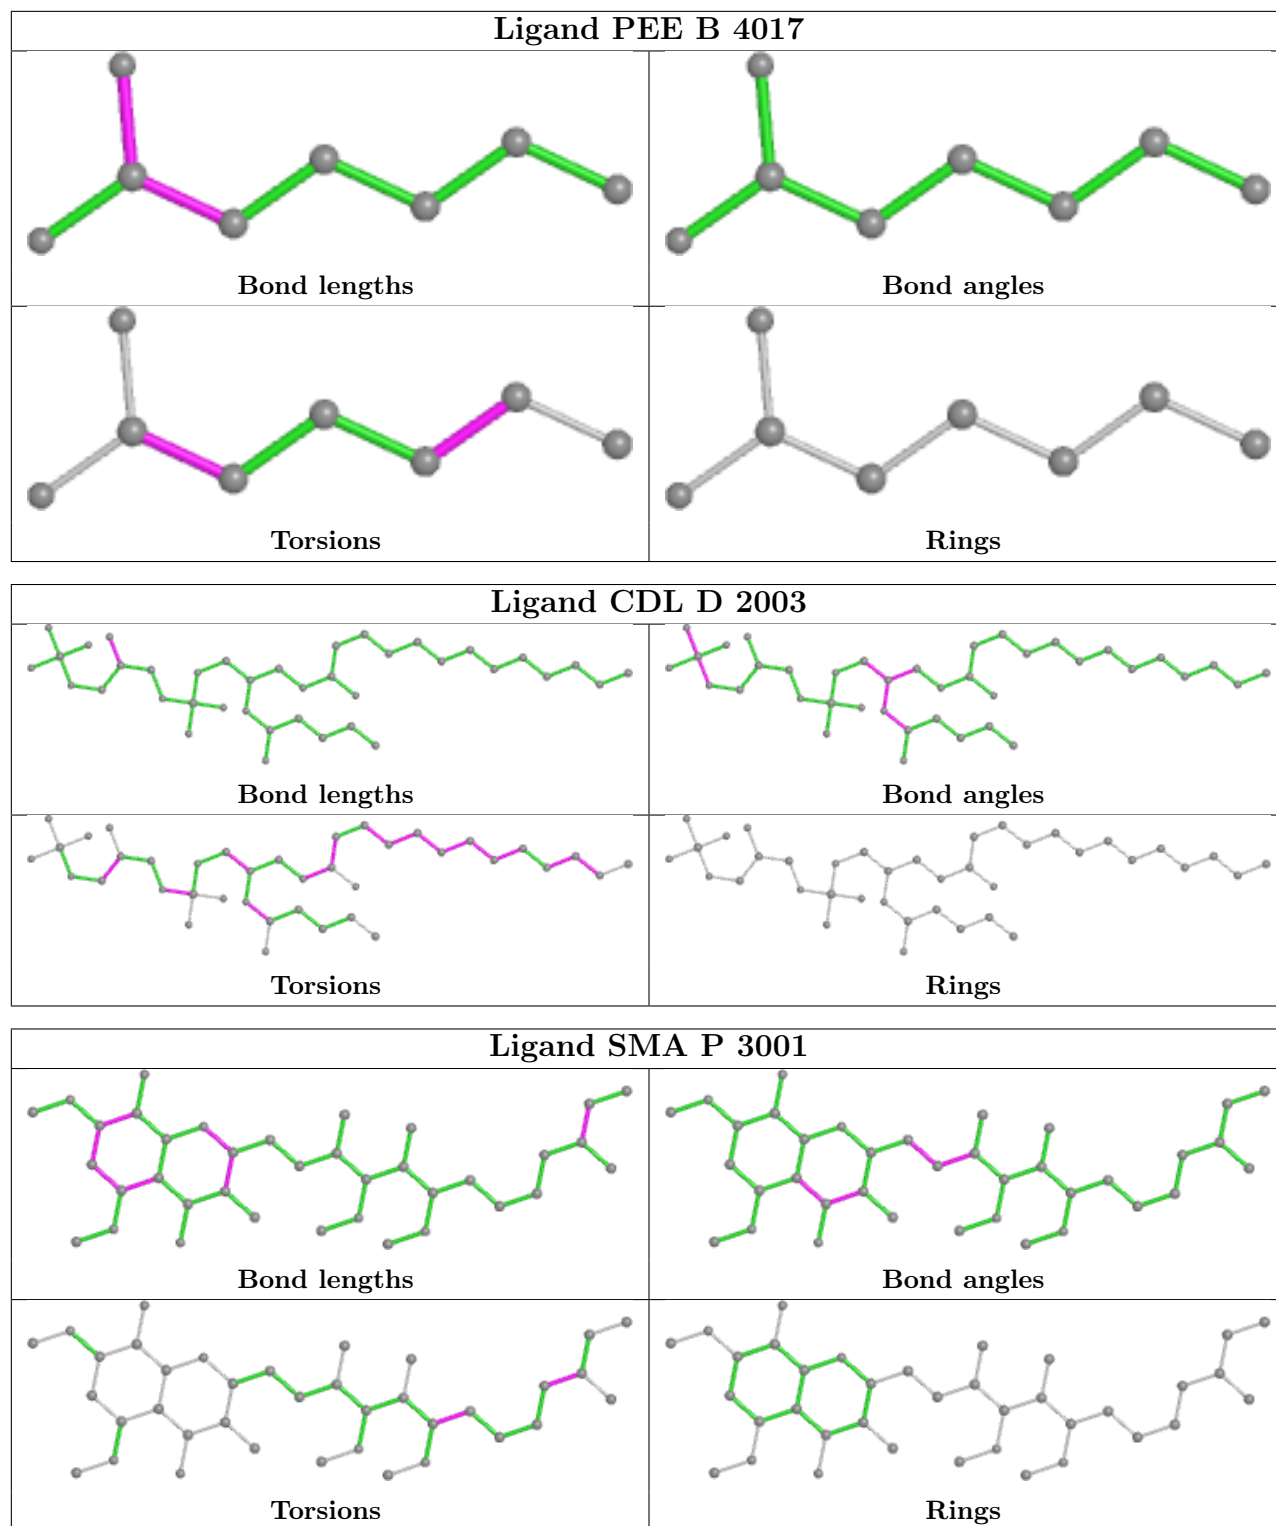 Ligand PEE B 4017
Bond lengths
Bond angles
Torsions
Rings
Ligand CDL D 2003
Bond lengths
Bond angles
Torsions
Rings
Ligand SMA P 3001
Bond lengths
Bond angles
Torsions
Rings